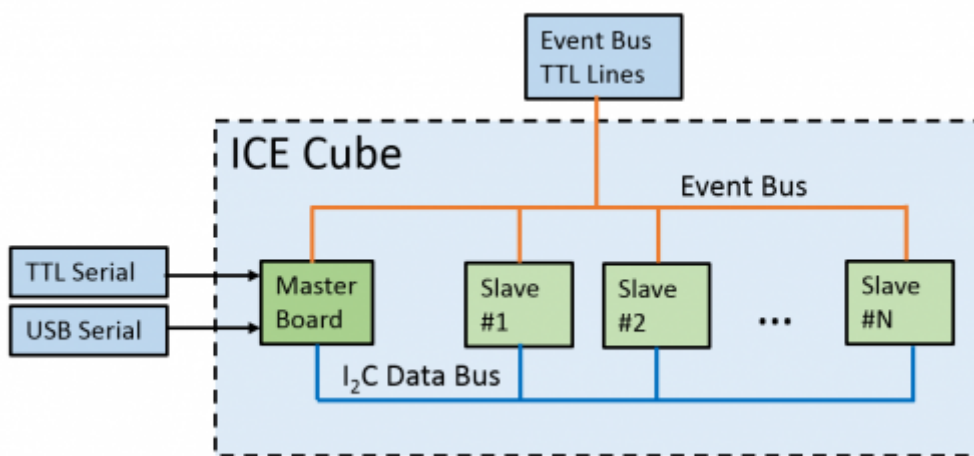 Event Bus
TTL Lines
ICE Cube
Event Bus
TTL Serial
USB Serial
Master
Board
Slave
#1
Slave
#2
...
Slave
#N
I₂C Data Bus